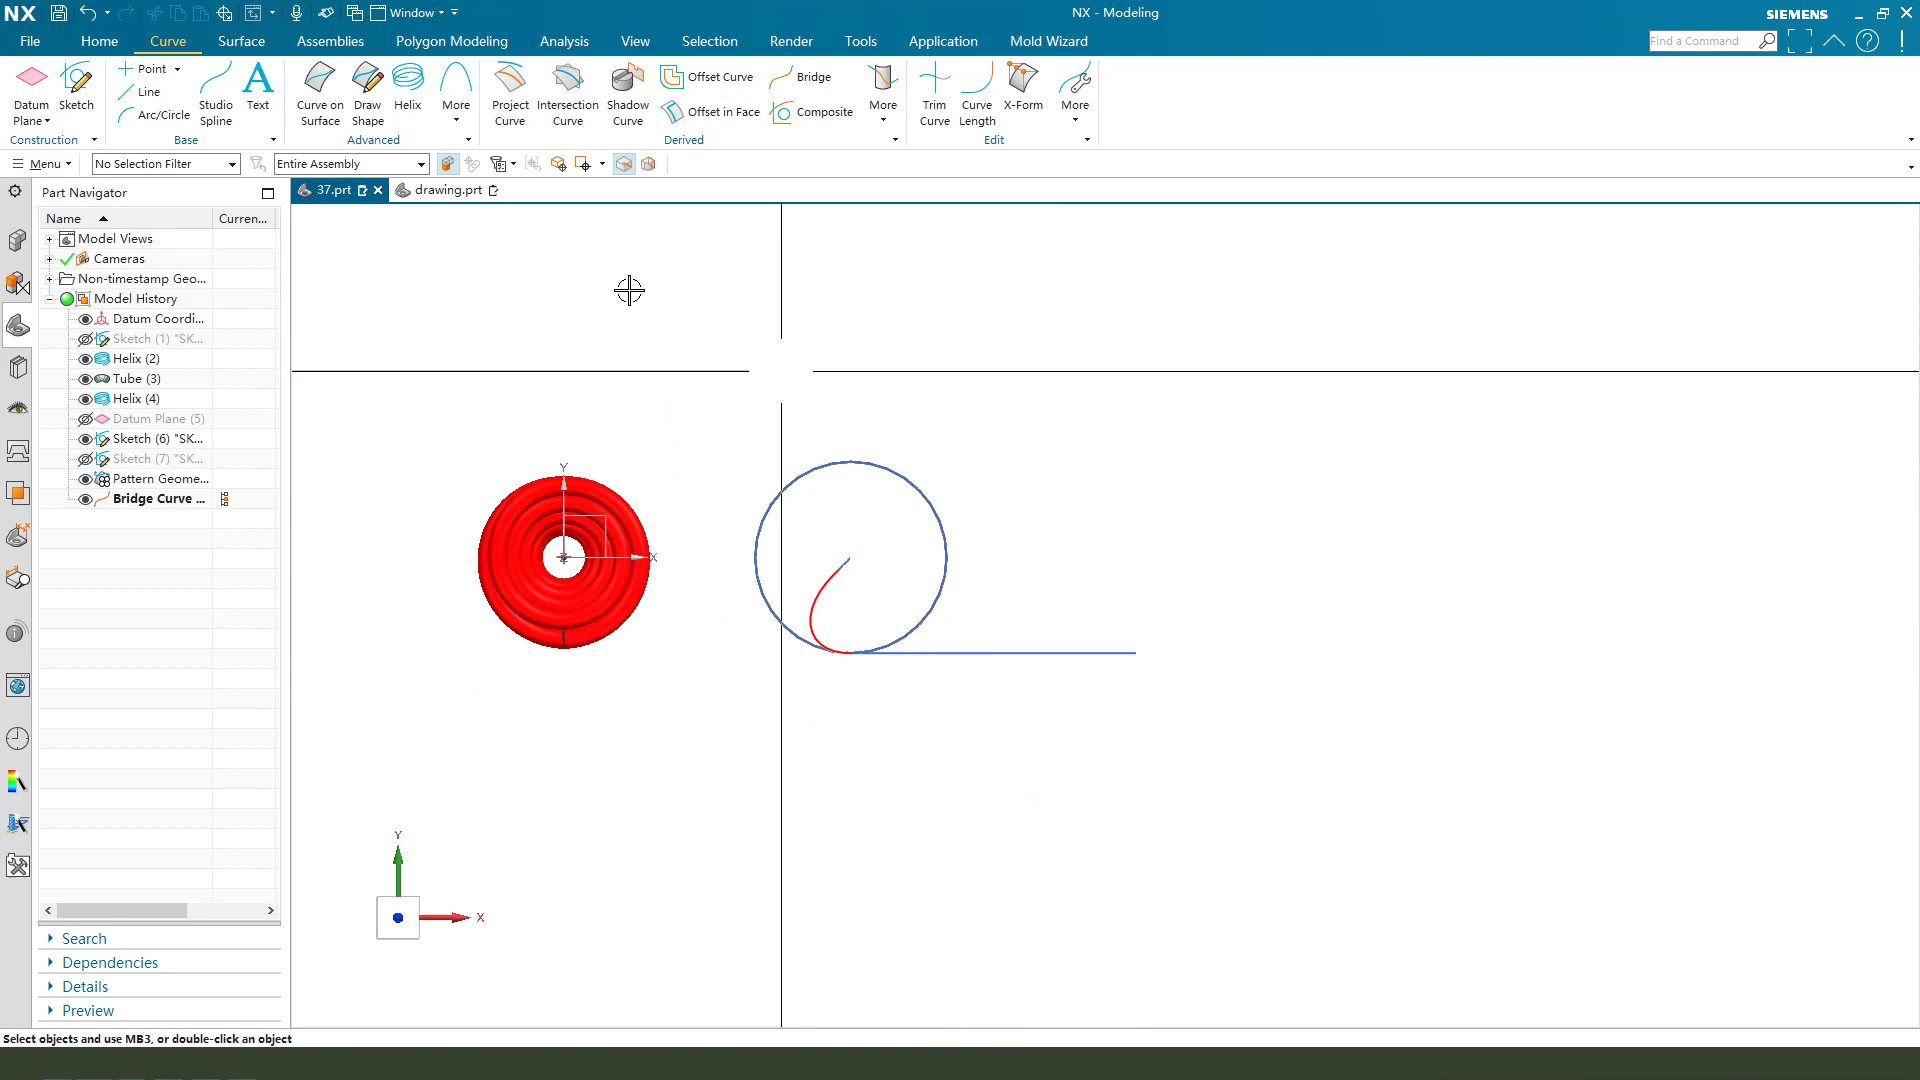 NX
Window
NX - Modeling
SIEMENS
File
Home
Curve
Surface
Assemblies
Polygon Modeling
Analysis
View
Selection
Render
Tools
Application
Mold Wizard
Find a Command
Datum
Plane
Sketch
Point
Line
Arc/Circle
Studio
Spline
Text
Curve on
Surface
Draw
Shape
Helix
More
Project
Curve
Intersection
Curve
Shadow
Curve
Offset Curve
Offset in Face
Bridge
Composite
More
Trim
Curve
Curve
Length
X-Form
More
Construction
Base
Advanced
Derived
Edit
Menu
No Selection Filter
Entire Assembly
Part Navigator
37.prt
drawing.prt
Name
Curren...
Model Views
Cameras
Non-timestamp Geo...
Model History
Datum Coordi...
Sketch (1) "SK...
Helix (2)
Tube (3)
Helix (4)
Datum Plane (5)
Sketch (6) "SK...
Sketch (7) "SK...
Pattern Geome...
Bridge Curve ...
Y
X
Y
X
Search
Dependencies
Details
Preview
Select objects and use MB3, or double-click an object